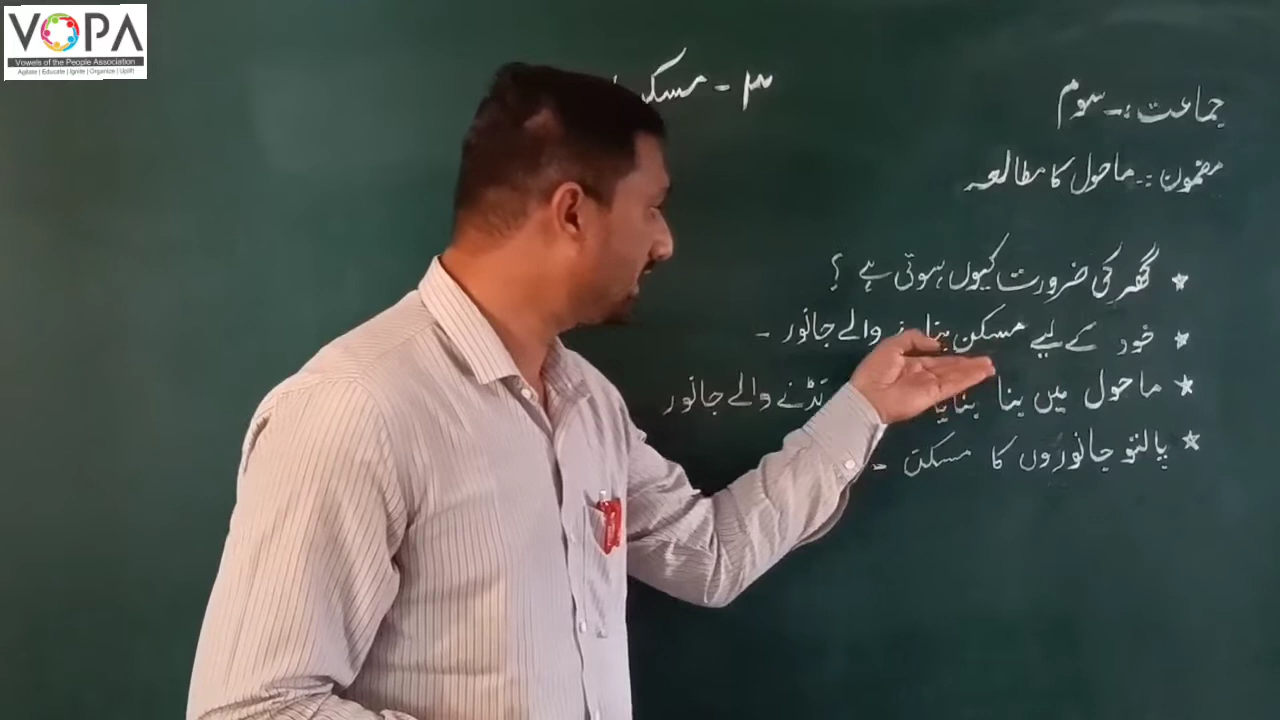 VOPA
Vowels of the People Association
Agitate | Educate | Ignite | Organize | Uplift
۳ - مسکن
جماعت :- سوم
مضمون :- ماحول کا مطالعہ
★ گھر کی ضرورت کیوں ہوتی ہے ؟
★ خود کے لیے مسکن بنانے والے جانور -
★ ماحول میں بنا بنایا والے جانور
★ پالتو جانوروں کا مسکن -